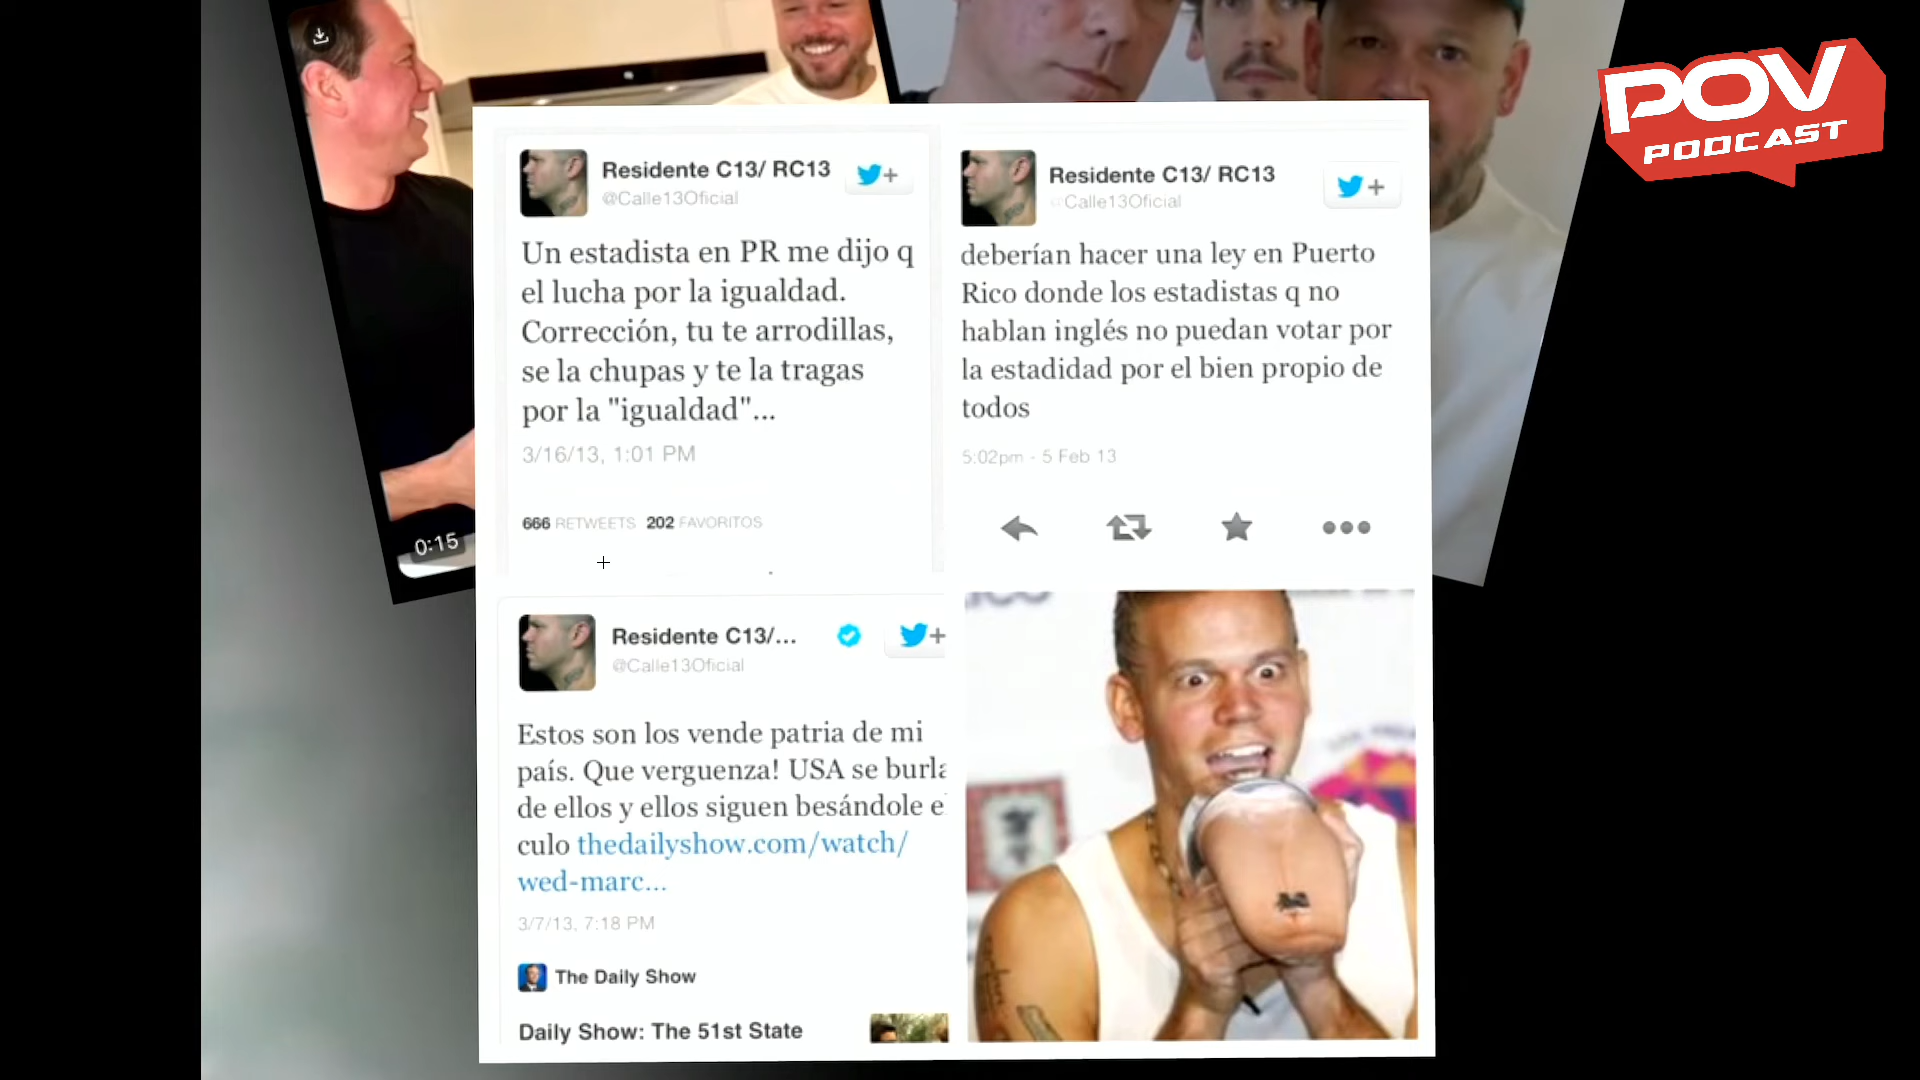 POV
PODCAST
Residente C13/ RC13
@Calle13Oficial
Un estadista en PR me dijo q
el lucha por la igualdad.
Corrección, tu te arrodillas,
se la chupas y te la tragas
por la "igualdad"...
3/16/13, 1:01 PM
666 RETWEETS 202 FAVORITOS
Residente C13/ RC13
@Calle13Oficial
deberían hacer una ley en Puerto
Rico donde los estadistas q no
hablan inglés no puedan votar por
la estadidad por el bien propio de
todos
5:02pm - 5 Feb 13
0:15
Residente C13/...
@Calle13Oficial
Estos son los vende patria de mi
país. Que verguenza! USA se burla
de ellos y ellos siguen besándole e
culo thedailyshow.com/watch/
wed-marc...
3/7/13, 7:18 PM
The Daily Show
Daily Show: The 51st State